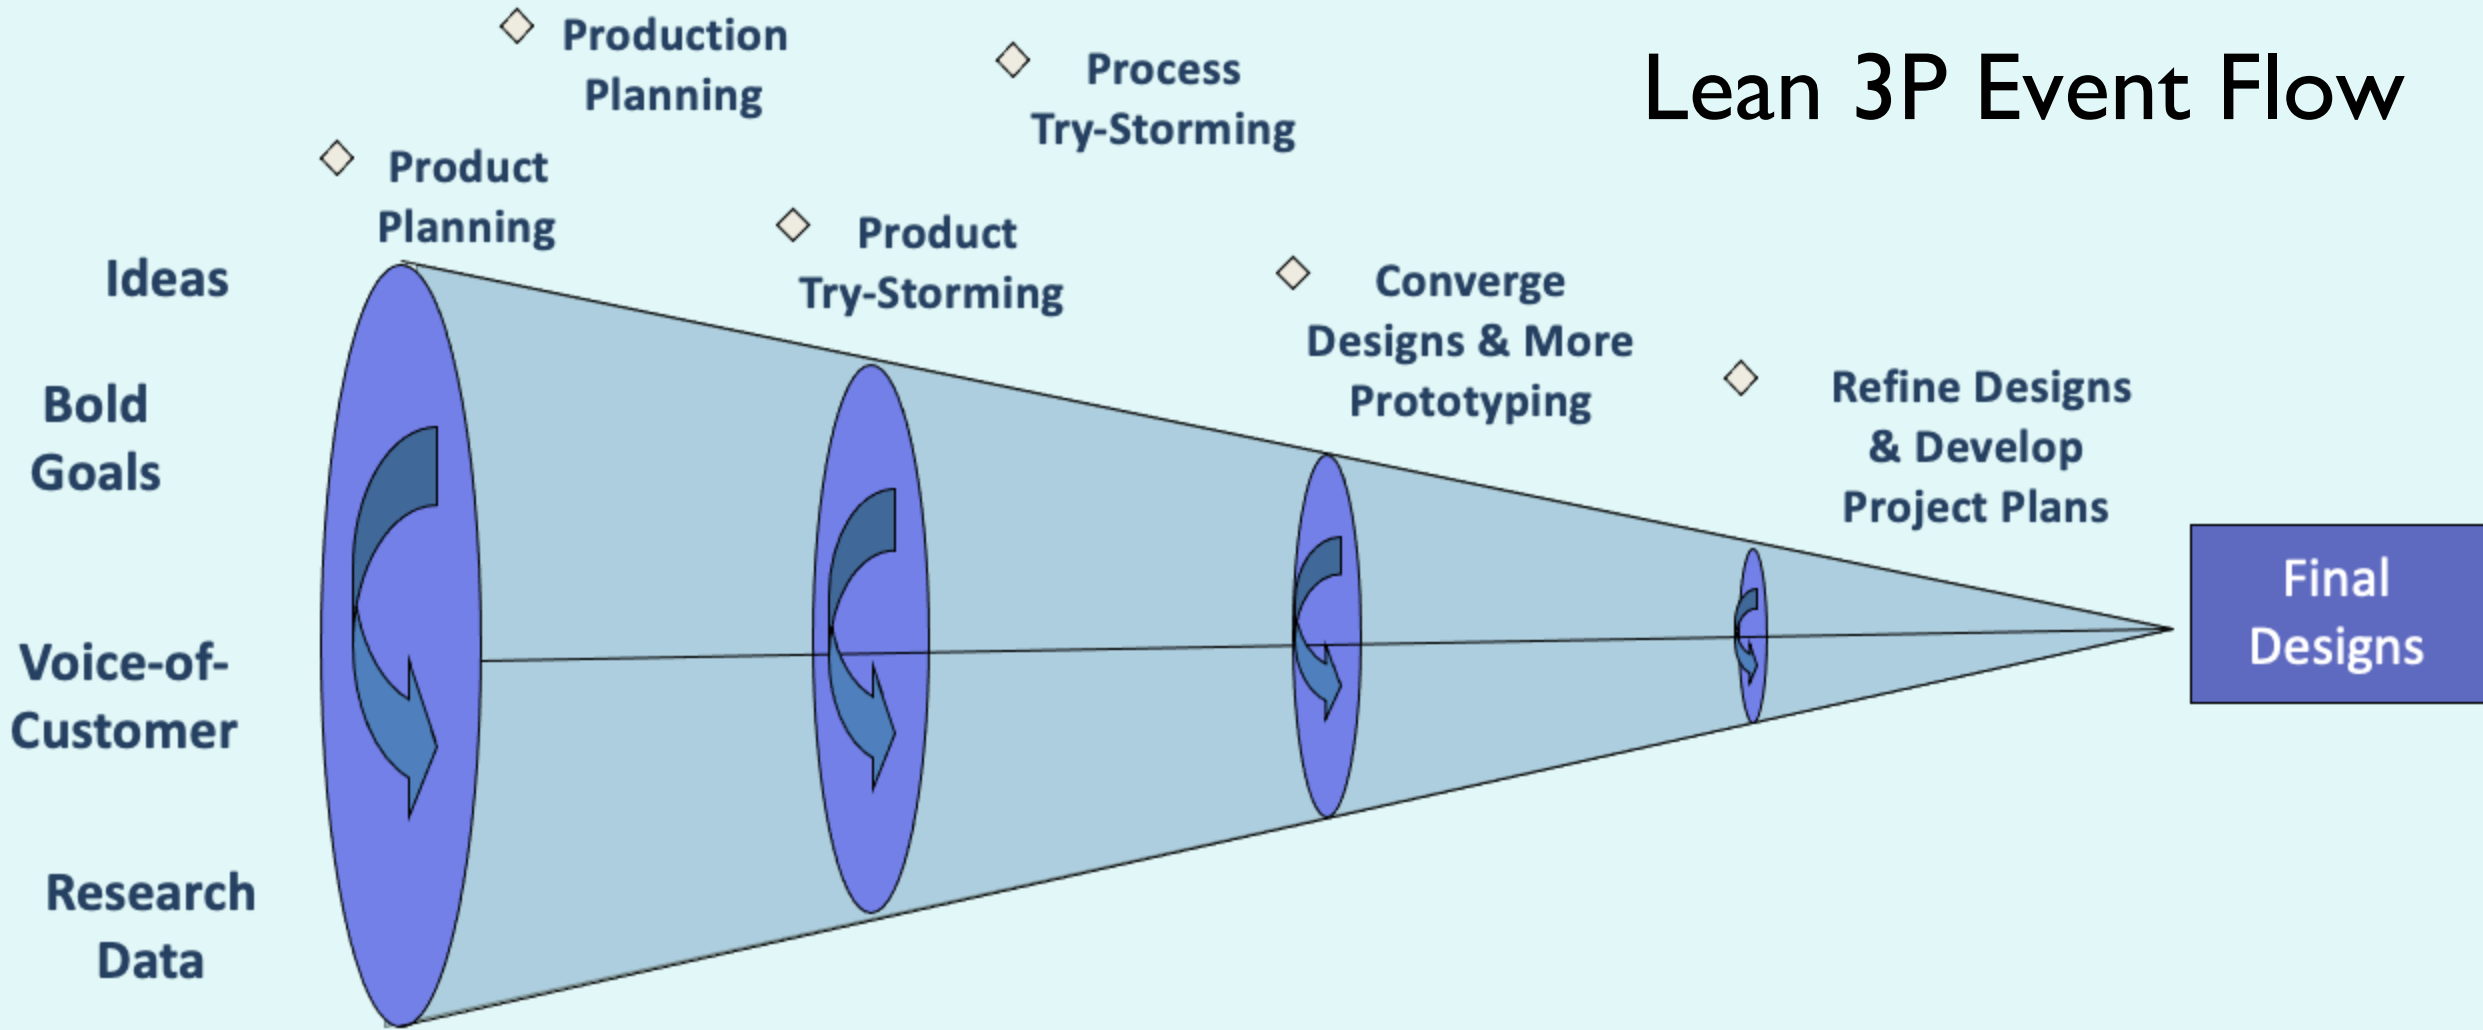 Lean 3P Event Flow
Production
Planning
Process
Try-Storming
Product
Planning
Product
Try-Storming
Converge
Designs & More
Prototyping
Refine Designs
& Develop
Project Plans
Ideas
Bold
Goals
Voice-of-
Customer
Research
Data
Final
Designs